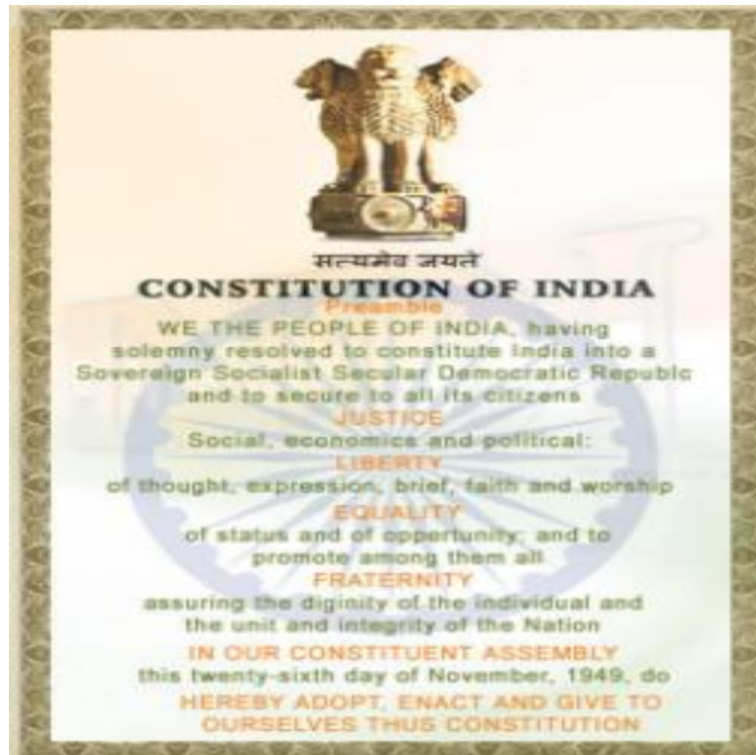 सत्यमेव जयते
CONSTITUTION OF INDIA
Preamble
WE THE PEOPLE OF INDIA, having
solemny resolved to constitute India into a
Sovereign Socialist Secular Democratic Republc
and to secure to all its citizens
JUSTICE
Social, economics and political:
LIBERTY
of thought, expression, brief, faith and worship
EQUALITY
of status and of opportunity; and to
promote among them all
FRATERNITY
assuring the diginity of the individual and
the unit and integrity of the Nation
IN OUR CONSTITUENT ASSEMBLY
this twenty-sixth day of November, 1949, do
HEREBY ADOPT, ENACT AND GIVE TO
OURSELVES THUS CONSTITUTION